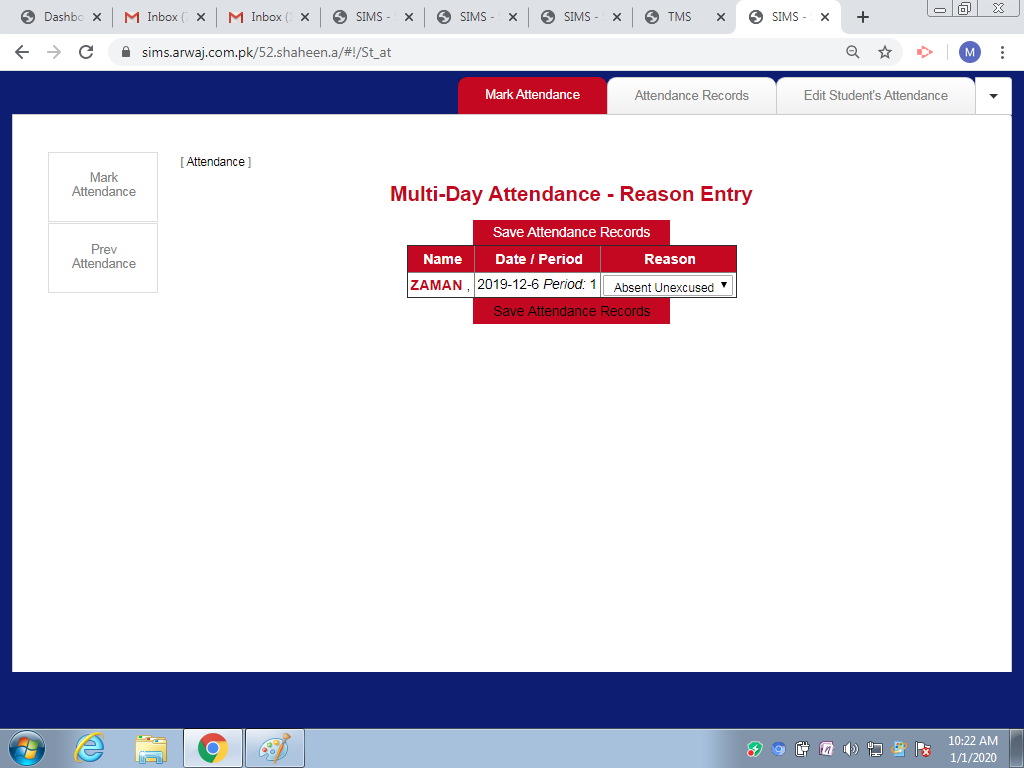 Dashbo
Inbox (
Inbox (
SIMS -
SIMS -
SIMS -
TMS
SIMS -
sims.arwaj.com.pk/52.shaheen.a/#!/St_at
M
Mark Attendance
Attendance Records
Edit Student's Attendance
Mark
Attendance
Prev
Attendance
[ Attendance ]
Multi-Day Attendance - Reason Entry
Save Attendance Records
Name Date / Period Reason
ZAMAN , 2019-12-6 Period: 1 Absent Unexcused
Save Attendance Records
10:22 AM
1/1/2020